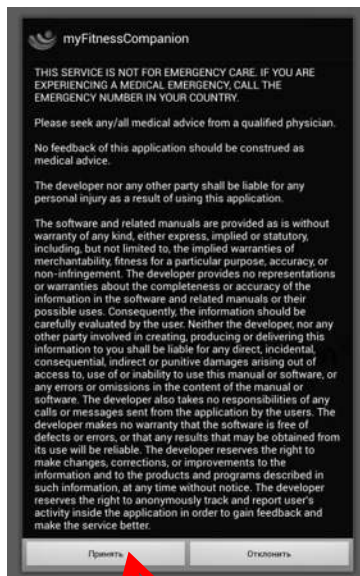 myFitnessCompanion
THIS SERVICE IS NOT FOR EMERGENCY CARE. IF YOU ARE
EXPERIENCING A MEDICAL EMERGENCY, CALL THE
EMERGENCY NUMBER IN YOUR COUNTRY.
Please seek any/all medical advice from a qualified physician.
No feedback of this application should be construed as
medical advice.
The developer nor any other party shall be liable for any
personal injury as a result of using this application.
The software and related manuals are provided as is without
warranty of any kind, either express, implied or statutory,
including, but not limited to, the implied warranties of
merchantability, fitness for a particular purpose, accuracy, or
non-infringement. The developer provides no representations
or warranties about the completeness or accuracy of the
information in the software and related manuals or their
possible uses. Consequently, the information should be
carefully evaluated by the user. Neither the developer, nor any
other party involved in creating, producing or delivering this
information to you shall be liable for any direct, incidental,
consequential, indirect or punitive damages arising out of
access to, use of or inability to use this manual or software, or
any errors or omissions in the content of the manual or
software. The developer also takes no responsibilities of any
calls or messages sent from the application by the users. The
developer makes no warranty that the software is free of
defects or errors, or that any results that may be obtained from
its use will be reliable. The developer reserves the right to
make changes, corrections, or improvements to the
information and to the products and programs described in
such information, at any time without notice. The developer
reserves the right to anonymously track and report user's
activity inside the application in order to gain feedback and
make the service better.
Принять Отклонить